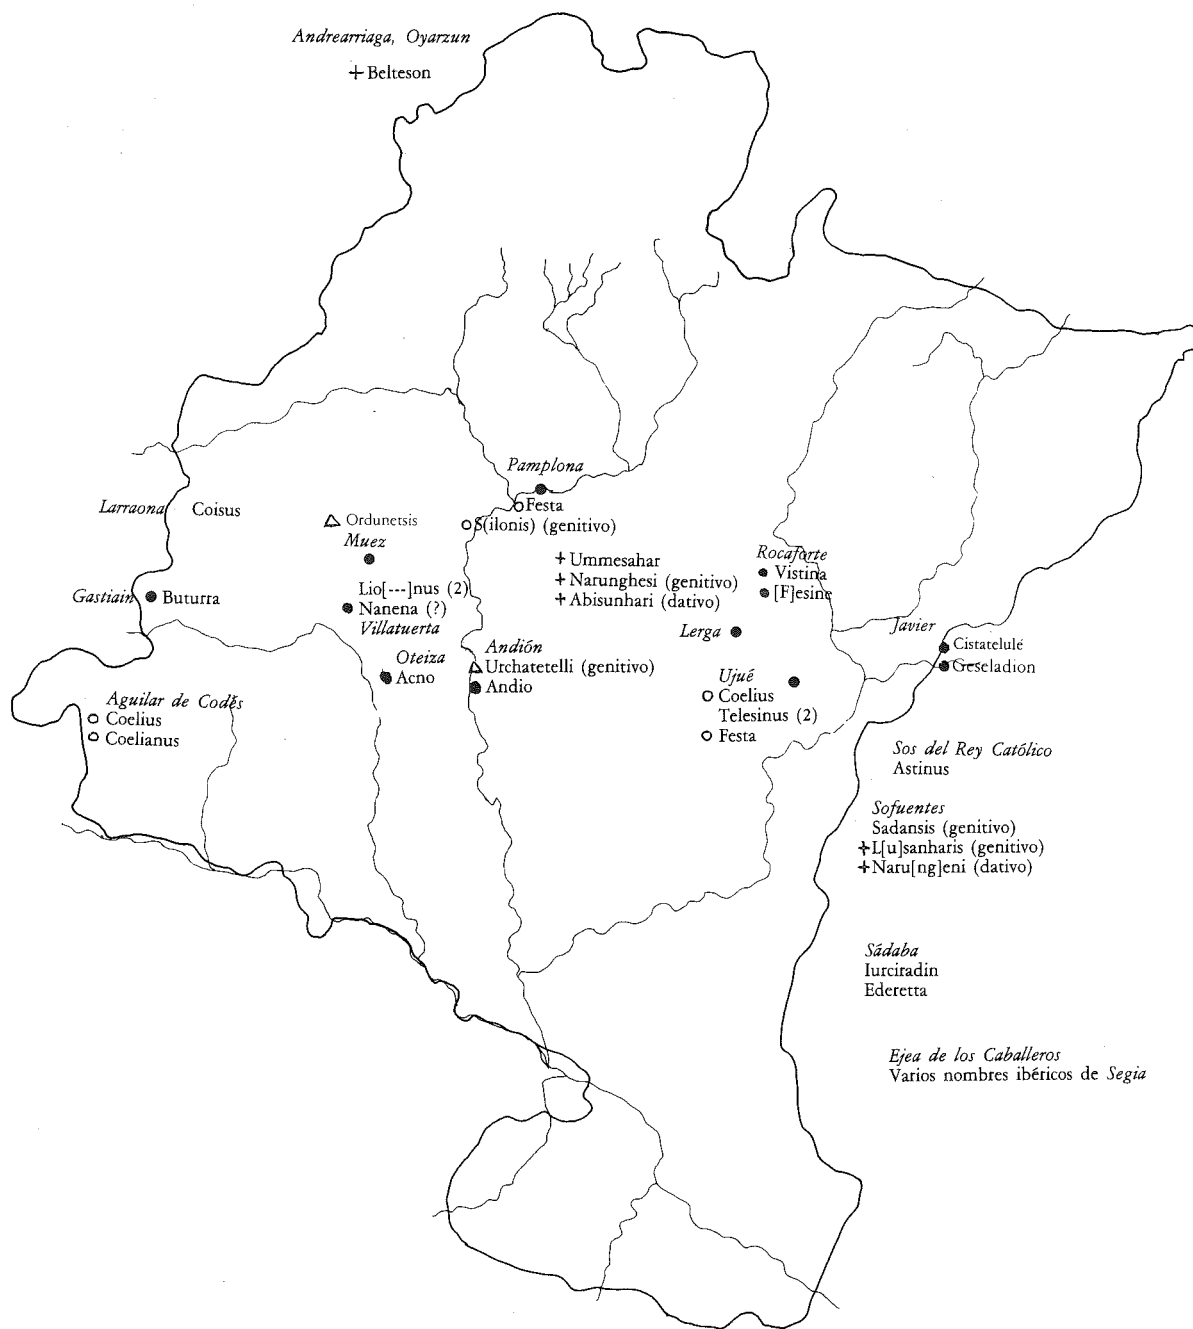 Andrearriaga, Oyarzun
Belteson
Pamplona
Festa
S(ilonis) (genitivo)
Larraona
Coisus
Ordunetsis
Muez
Ummesahar
Narunghesi (genitivo)
Abisunhari (dativo)
Rocaforte
Vistina
[F]esine
Gastiain
Buturra
Lio[---]nus (2)
Nanena (?)
Villatuerta
Lerga
Javier
Cistatelulé
Geseladion
Oteiza
Acno
Andión
Urchatetelli (genitivo)
Andio
Ujué
Coelius
Telesinus (2)
Festa
Aguilar de Codés
Coelius
Coelianus
Sos del Rey Católico
Astinus
Sofuentes
Sadansis (genitivo)
L[u]sanharis (genitivo)
Naru[ng]eni (dativo)
Sádaba
Iurciradin
Ederetta
Ejea de los Caballeros
Varios nombres ibéricos de Segia